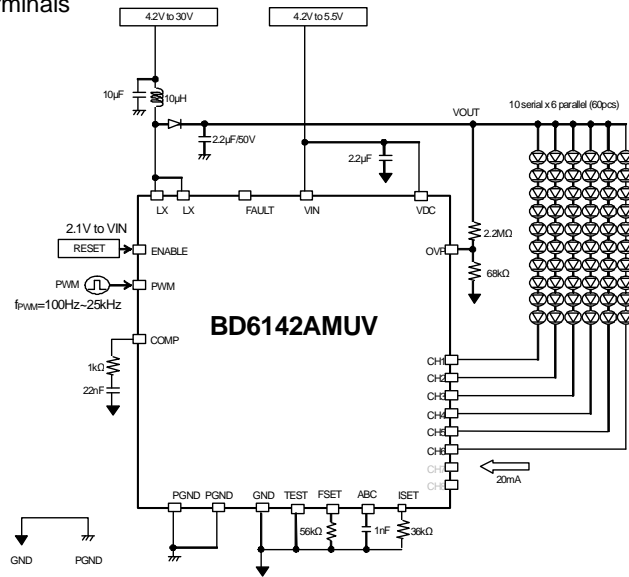 rminals
4.2V to 30V
4.2V to 5.5V
10µF
10µH
VOUT
10 serial x 6 parallel (60pcs)
2.2µF/50V
2.2µF
LX
LX
FAULT
VIN
VDC
2.1V to VIN
RESET
ENABLE
OVP
2.2MΩ
68kΩ
PWM
PWM
fPWM=100Hz~25kHz
BD6142AMUV
COMP
1kΩ
22nF
CH1
CH2
CH3
CH4
CH5
CH6
CH7
CH8
20mA
PGND
PGND
GND
TEST
FSET
ABC
ISET
56kΩ
1nF
36kΩ
GND
PGND